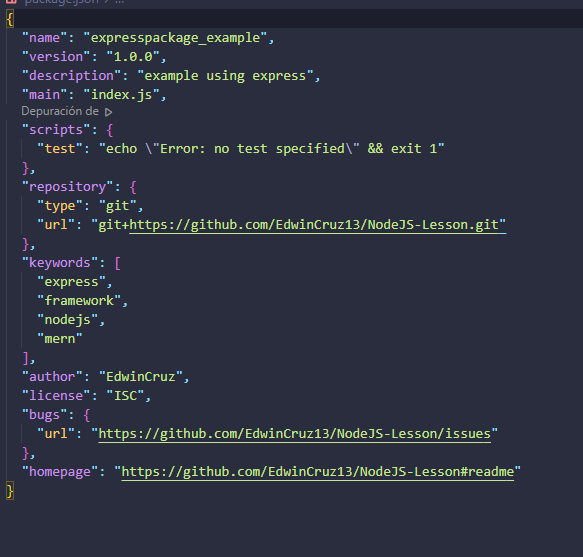 package.json > ...
{
"name": "expresspackage_example",
"version": "1.0.0",
"description": "example using express",
"main": "index.js",
Depuración de
"scripts": {
"test": "echo \"Error: no test specified\" && exit 1"
},
"repository": {
"type": "git",
"url": "git+https://github.com/EdwinCruz13/NodeJS-Lesson.git"
},
"keywords": [
"express",
"framework",
"nodejs",
"mern"
],
"author": "EdwinCruz",
"license": "ISC",
"bugs": {
"url": "https://github.com/EdwinCruz13/NodeJS-Lesson/issues"
},
"homepage": "https://github.com/EdwinCruz13/NodeJS-Lesson#readme"
}